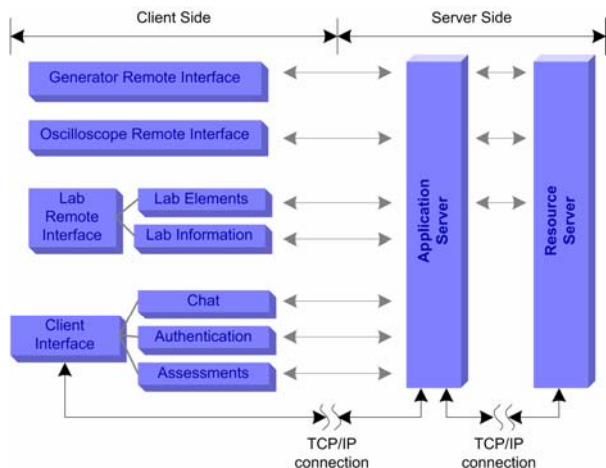 Client Side
Server Side
Generator Remote Interface
Oscilloscope Remote Interface
Lab
Remote
Interface
Lab Elements
Lab Information
Client
Interface
Chat
Authentication
Assessments
Application
Server
Resource
Server
TCP/IP
connection
TCP/IP
connection